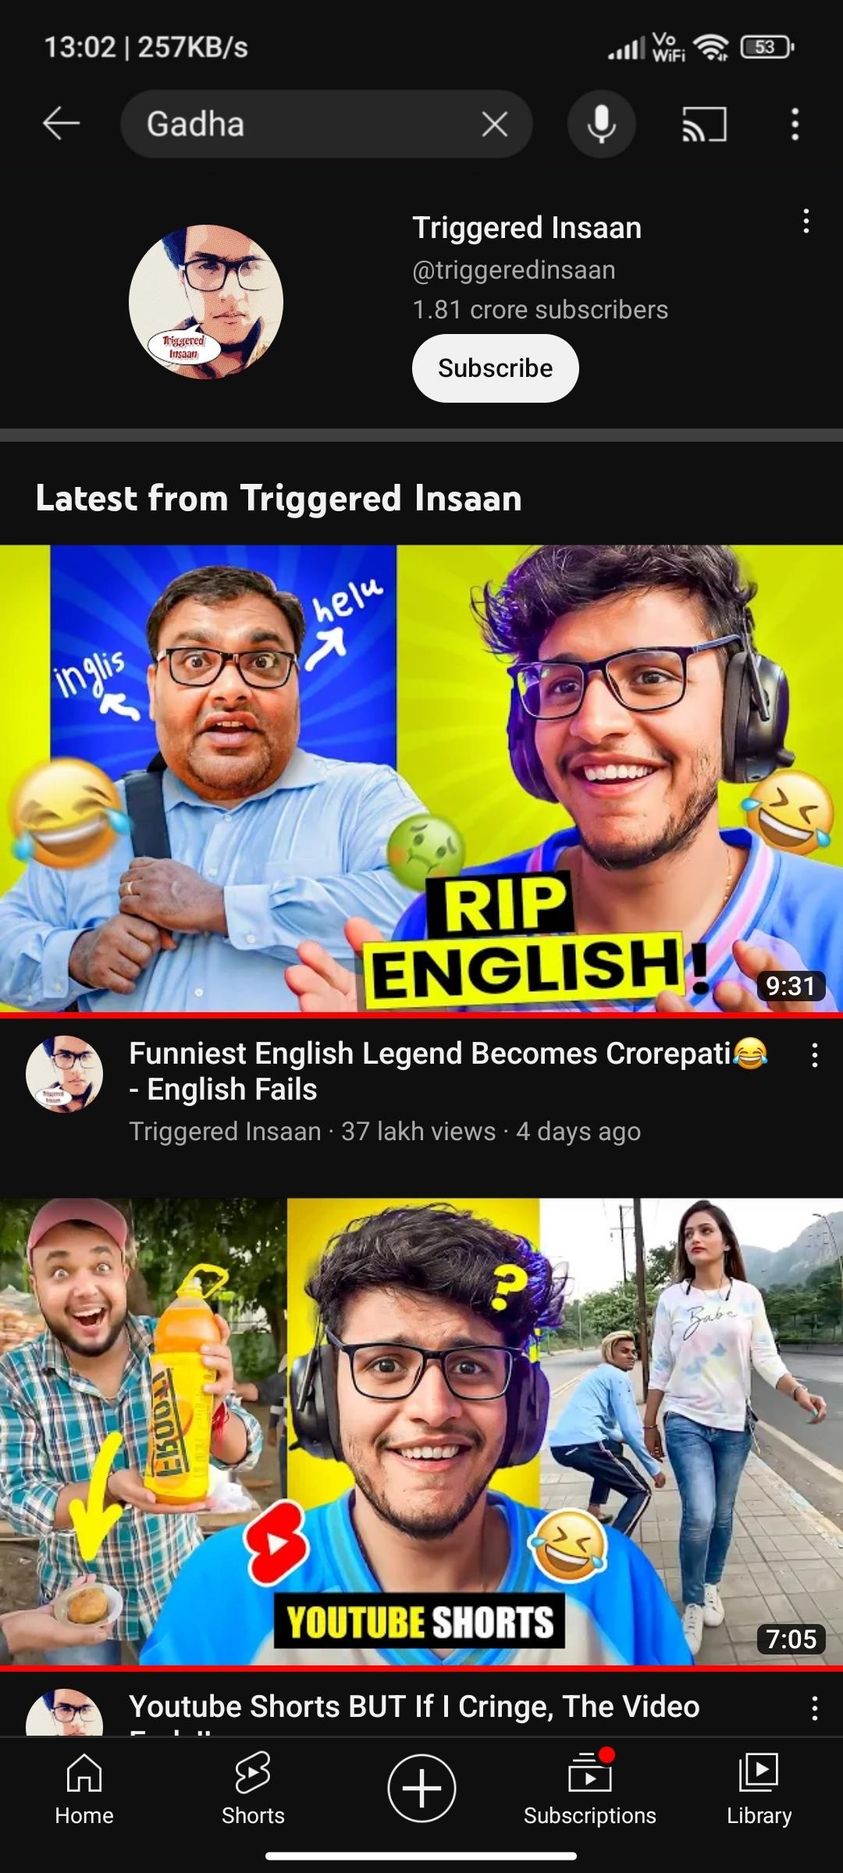 13:02 | 257KB/s
Vo
WiFi
53
Gadha
Triggered Insaan
@triggeredinsaan
1.81 crore subscribers
Subscribe
Triggered
Insaan
Latest from Triggered Insaan
inglis
helu
RIP
ENGLISH!
9:31
Funniest English Legend Becomes Crorepati😂
- English Fails
Triggered Insaan · 37 lakh views · 4 days ago
FROOTI
?
Babe
YOUTUBE SHORTS
7:05
Youtube Shorts BUT If I Cringe, The Video
Home
Shorts
Subscriptions
Library